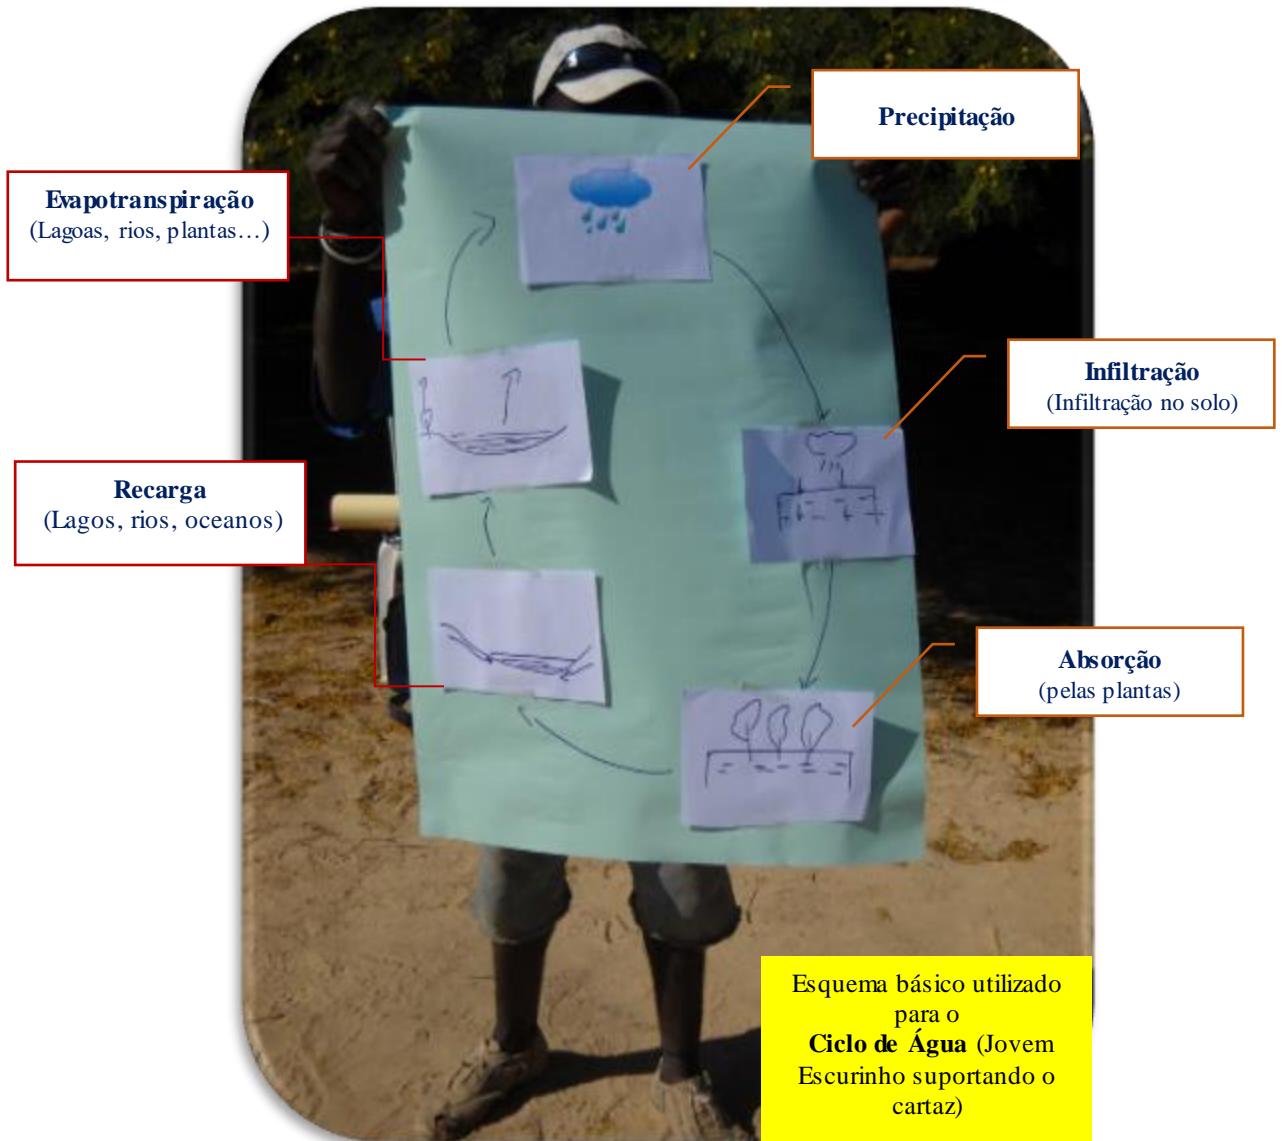 Precipitação
Evapotranspiração
(Lagoas, rios, plantas…)
Infiltração
(Infiltração no solo)
Recarga
(Lagos, rios, oceanos)
Absorção
(pelas plantas)
Esquema básico utilizado
para o
Ciclo de Água (Jovem
Escurinho suportando o
cartaz)